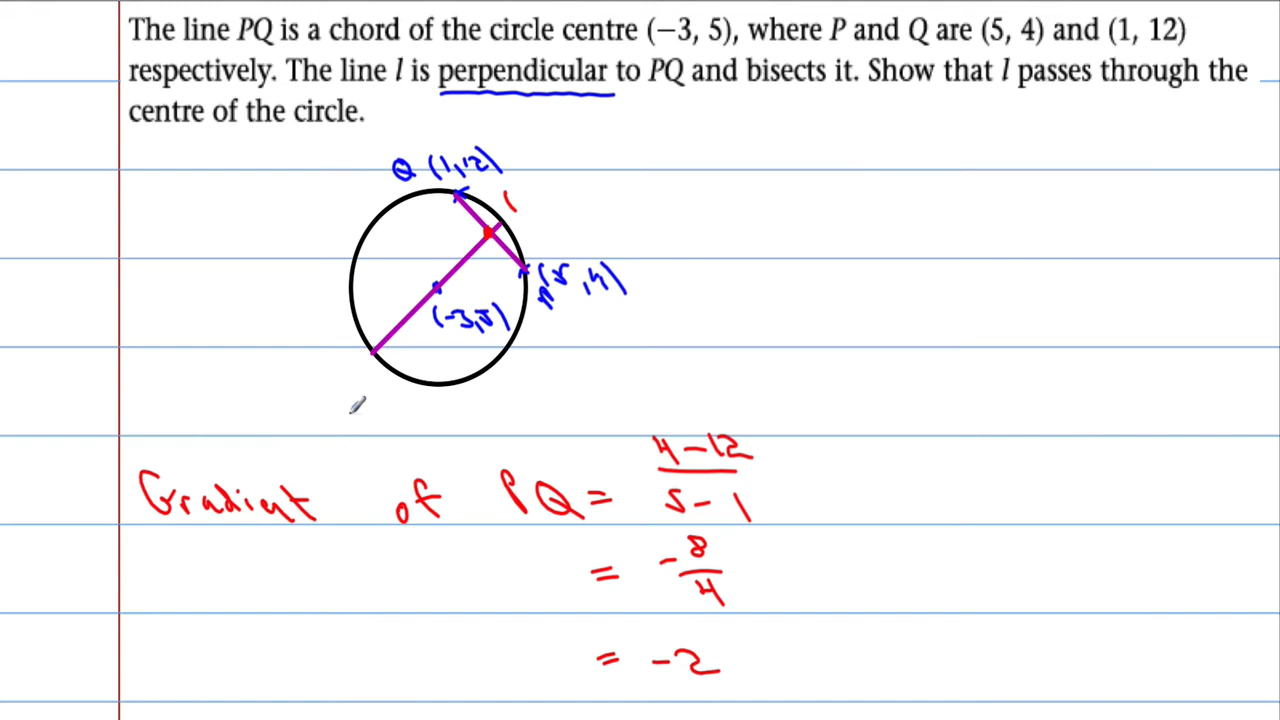 The line PQ is a chord of the circle centre (−3, 5), where P and Q are (5, 4) and (1, 12)
respectively. The line l is perpendicular to PQ and bisects it. Show that l passes through the
centre of the circle.
Q (1,12)
l
P(5,4)
(-3,5)
Gradient of PQ = 4-12 / 5-1
= -8/4
= -2